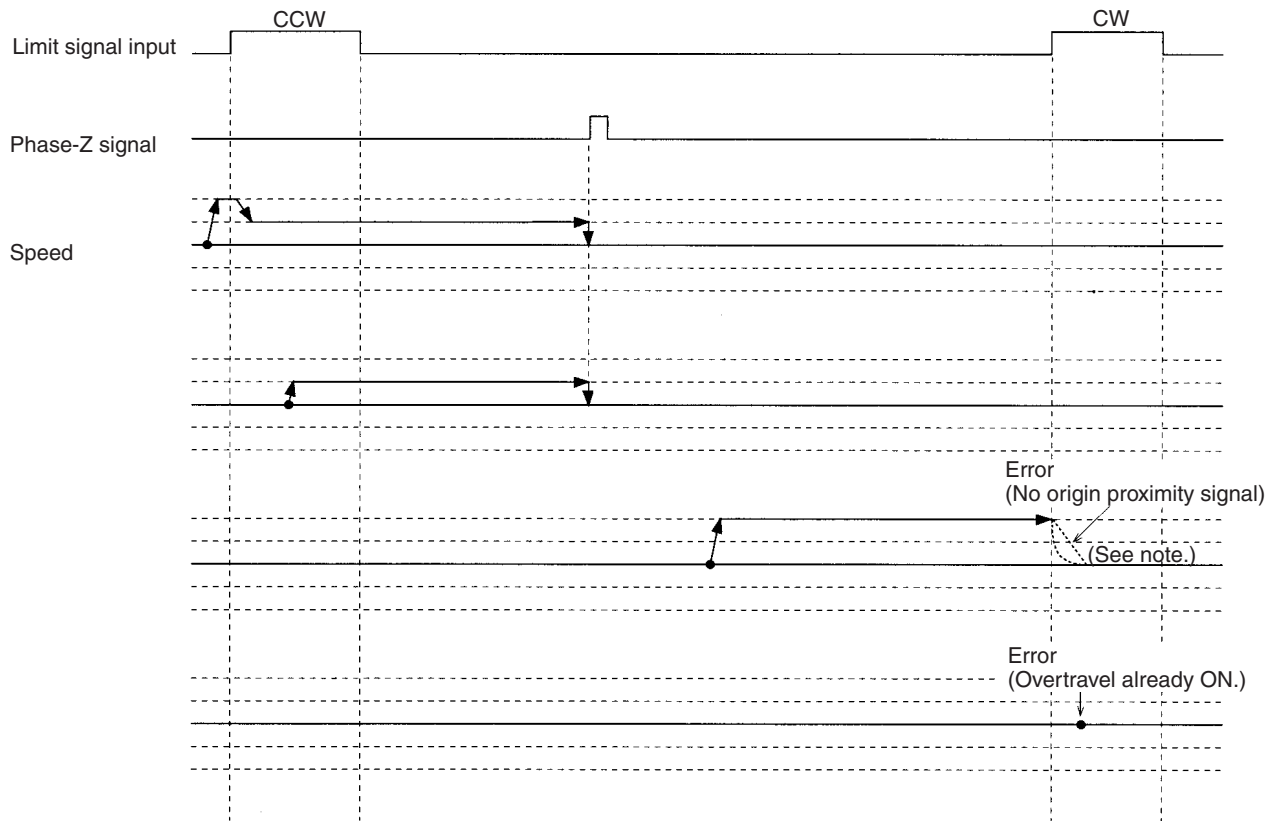 CCW
CW
Limit signal input
Phase-Z signal
Speed
Error
(No origin proximity signal)
(See note.)
Error
(Overtravel already ON.)